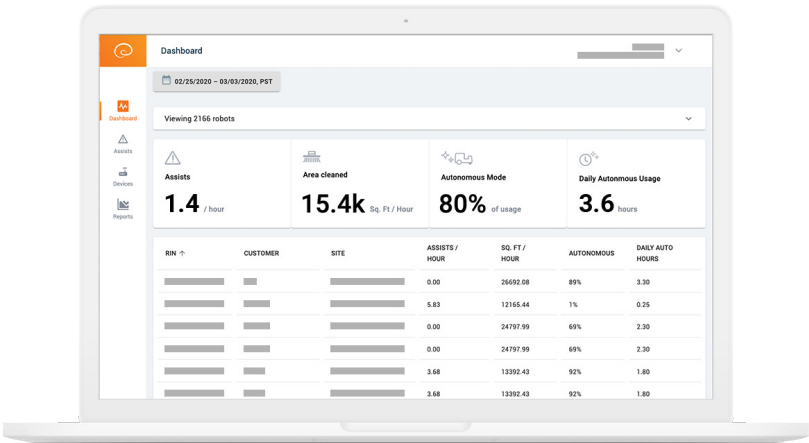 Dashboard
02/25/2020 – 03/03/2020, PST
Dashboard
Assists
Devices
Reports
Viewing 2166 robots
Assists
1.4 / hour
Area cleaned
15.4k Sq. Ft / Hour
Autonomous Mode
80% of usage
Daily Autonmous Usage
3.6 hours
RIN ↑ CUSTOMER SITE ASSISTS / HOUR SQ. FT / HOUR AUTONOMOUS DAILY AUTO HOURS
0.00 26692.08 89% 3.30
5.83 12165.44 1% 0.25
0.00 24797.99 69% 2.30
0.00 24797.99 69% 2.30
3.68 13392.43 92% 1.80
3.68 13392.43 92% 1.80